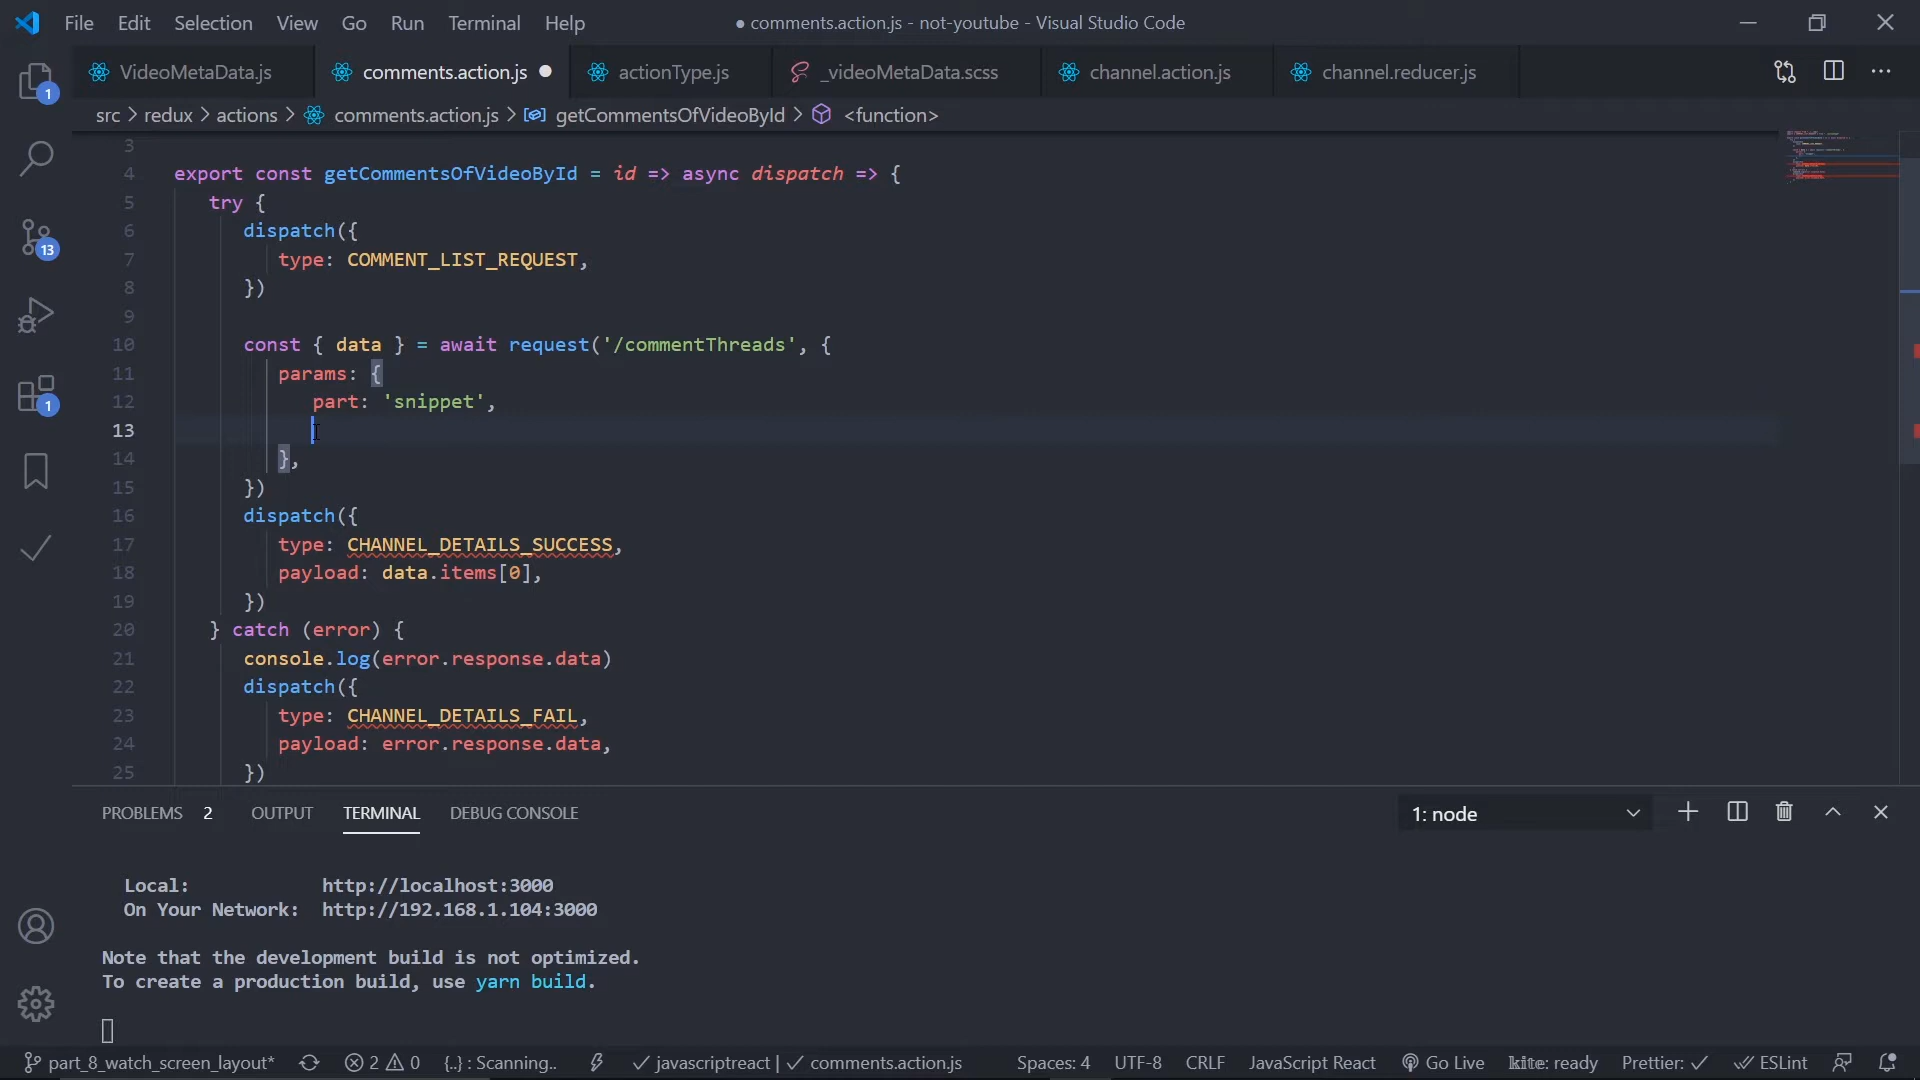 File Edit Selection View Go Run Terminal Help ● comments.action.js - not-youtube - Visual Studio Code
VideoMetaData.js comments.action.js actionType.js _videoMetaData.scss channel.action.js channel.reducer.js
1
src > redux > actions > comments.action.js > getCommentsOfVideoById > <function>
3
4 export const getCommentsOfVideoById = id => async dispatch => {
5 try {
6 dispatch({
7 type: COMMENT_LIST_REQUEST,
8 })
9
10 const { data } = await request('/commentThreads', {
11 params: {
12 part: 'snippet',
13
14 },
15 })
16 dispatch({
17 type: CHANNEL_DETAILS_SUCCESS,
18 payload: data.items[0],
19 })
20 } catch (error) {
21 console.log(error.response.data)
22 dispatch({
23 type: CHANNEL_DETAILS_FAIL,
24 payload: error.response.data,
25 })
13
1
PROBLEMS 2 OUTPUT TERMINAL DEBUG CONSOLE 1: node
Local: http://localhost:3000
On Your Network: http://192.168.1.104:3000
Note that the development build is not optimized.
To create a production build, use yarn build.
part_8_watch_screen_layout* 2 0 {..} : Scanning.. javascriptreact | comments.action.js Spaces: 4 UTF-8 CRLF JavaScript React Go Live kite: ready Prettier: ✓ ESLint